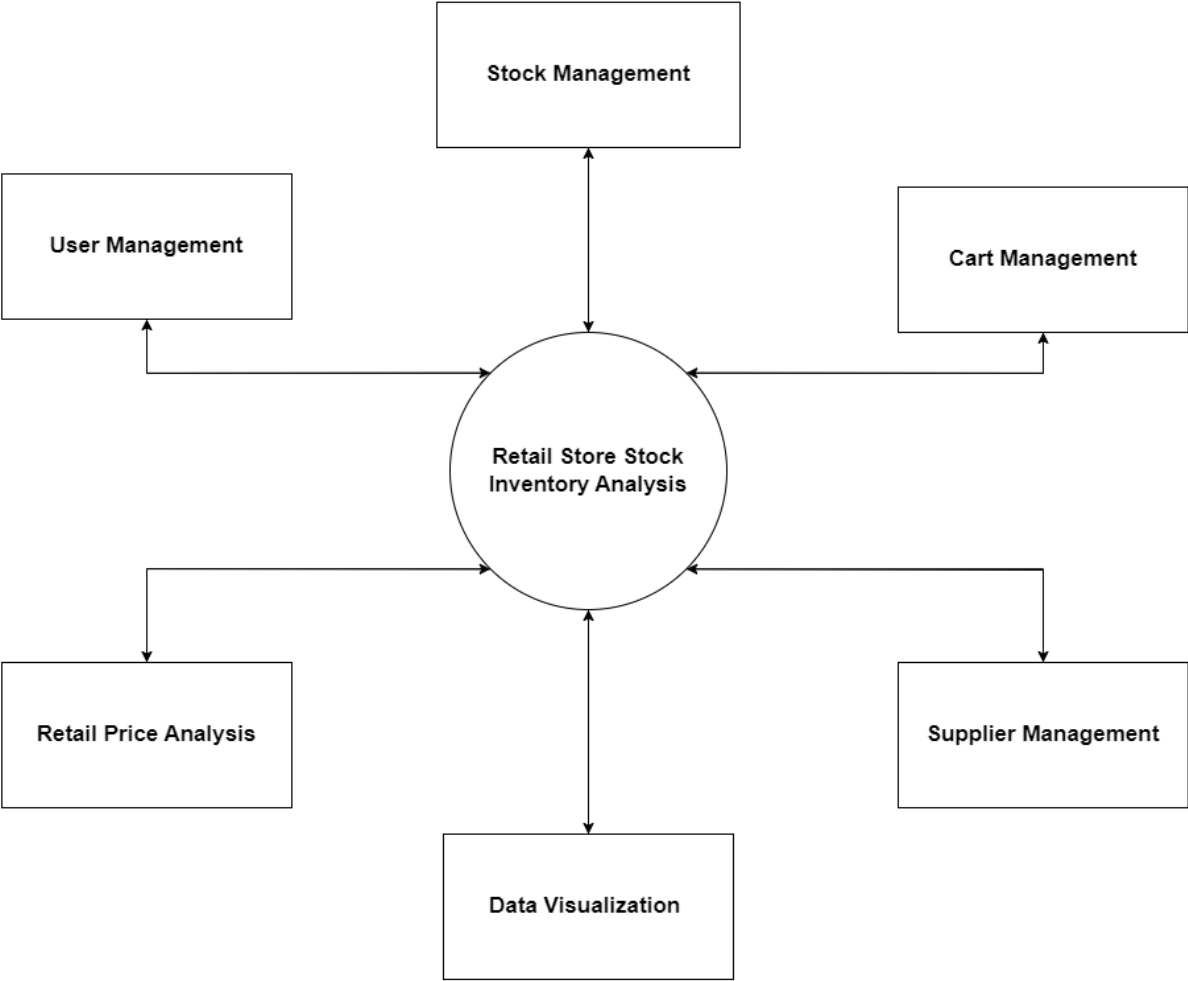 Stock Management
User Management
Cart Management
Retail Store Stock
Inventory Analysis
Retail Price Analysis
Supplier Management
Data Visualization